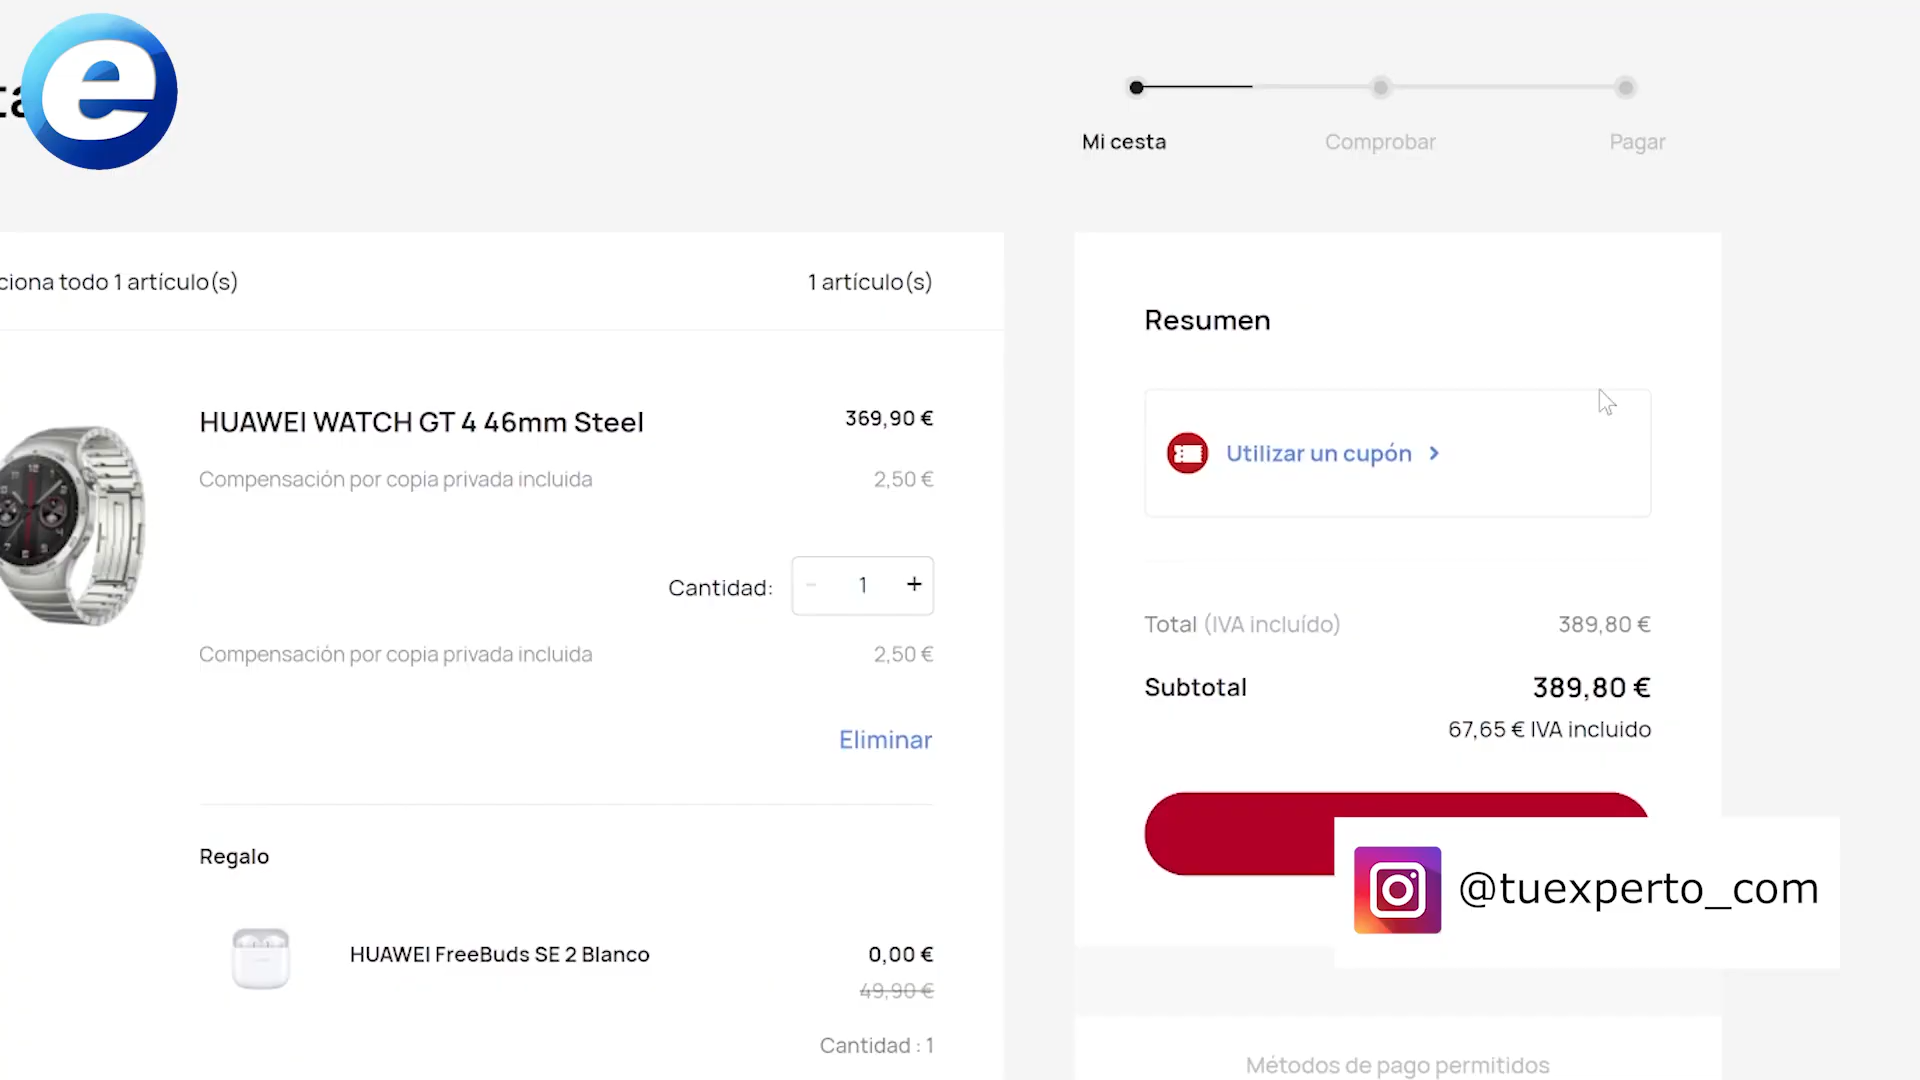 Mi cesta
Comprobar
Pagar
ciona todo 1 artículo(s)
1 artículo(s)
HUAWEI WATCH GT 4 46mm Steel
369,90 €
Compensación por copia privada incluida
2,50 €
Cantidad:
1
Compensación por copia privada incluida
2,50 €
Eliminar
Regalo
HUAWEI FreeBuds SE 2 Blanco
0,00 €
49,90 €
Cantidad : 1
Resumen
Utilizar un cupón
Total (IVA incluído)
389,80 €
Subtotal
389,80 €
67,65 € IVA incluido
@tuexperto_com
Métodos de pago permitidos